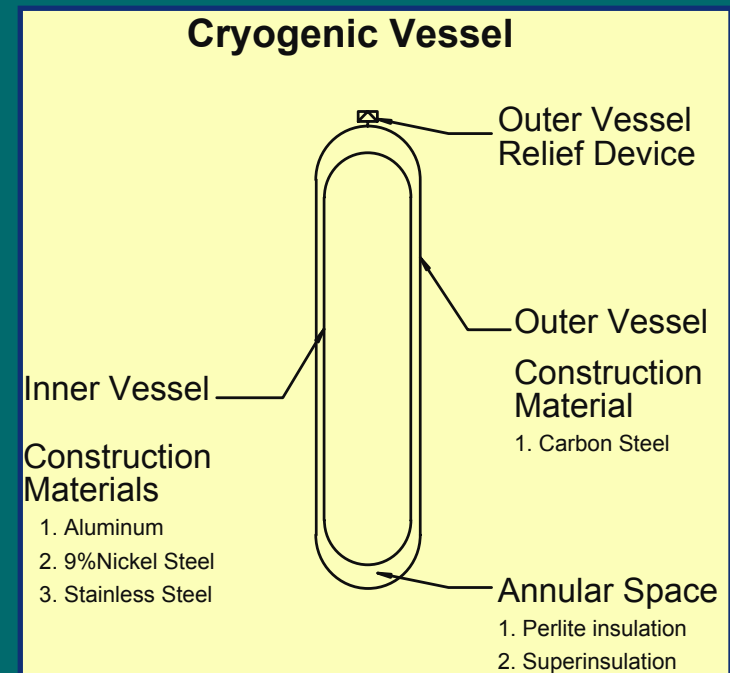 Cryogenic Vessel
Outer Vessel
Relief Device
Outer Vessel
Construction
Material
1. Carbon Steel
Inner Vessel
Construction
Materials
1. Aluminum
2. 9%Nickel Steel
3. Stainless Steel
Annular Space
1. Perlite insulation
2. Superinsulation